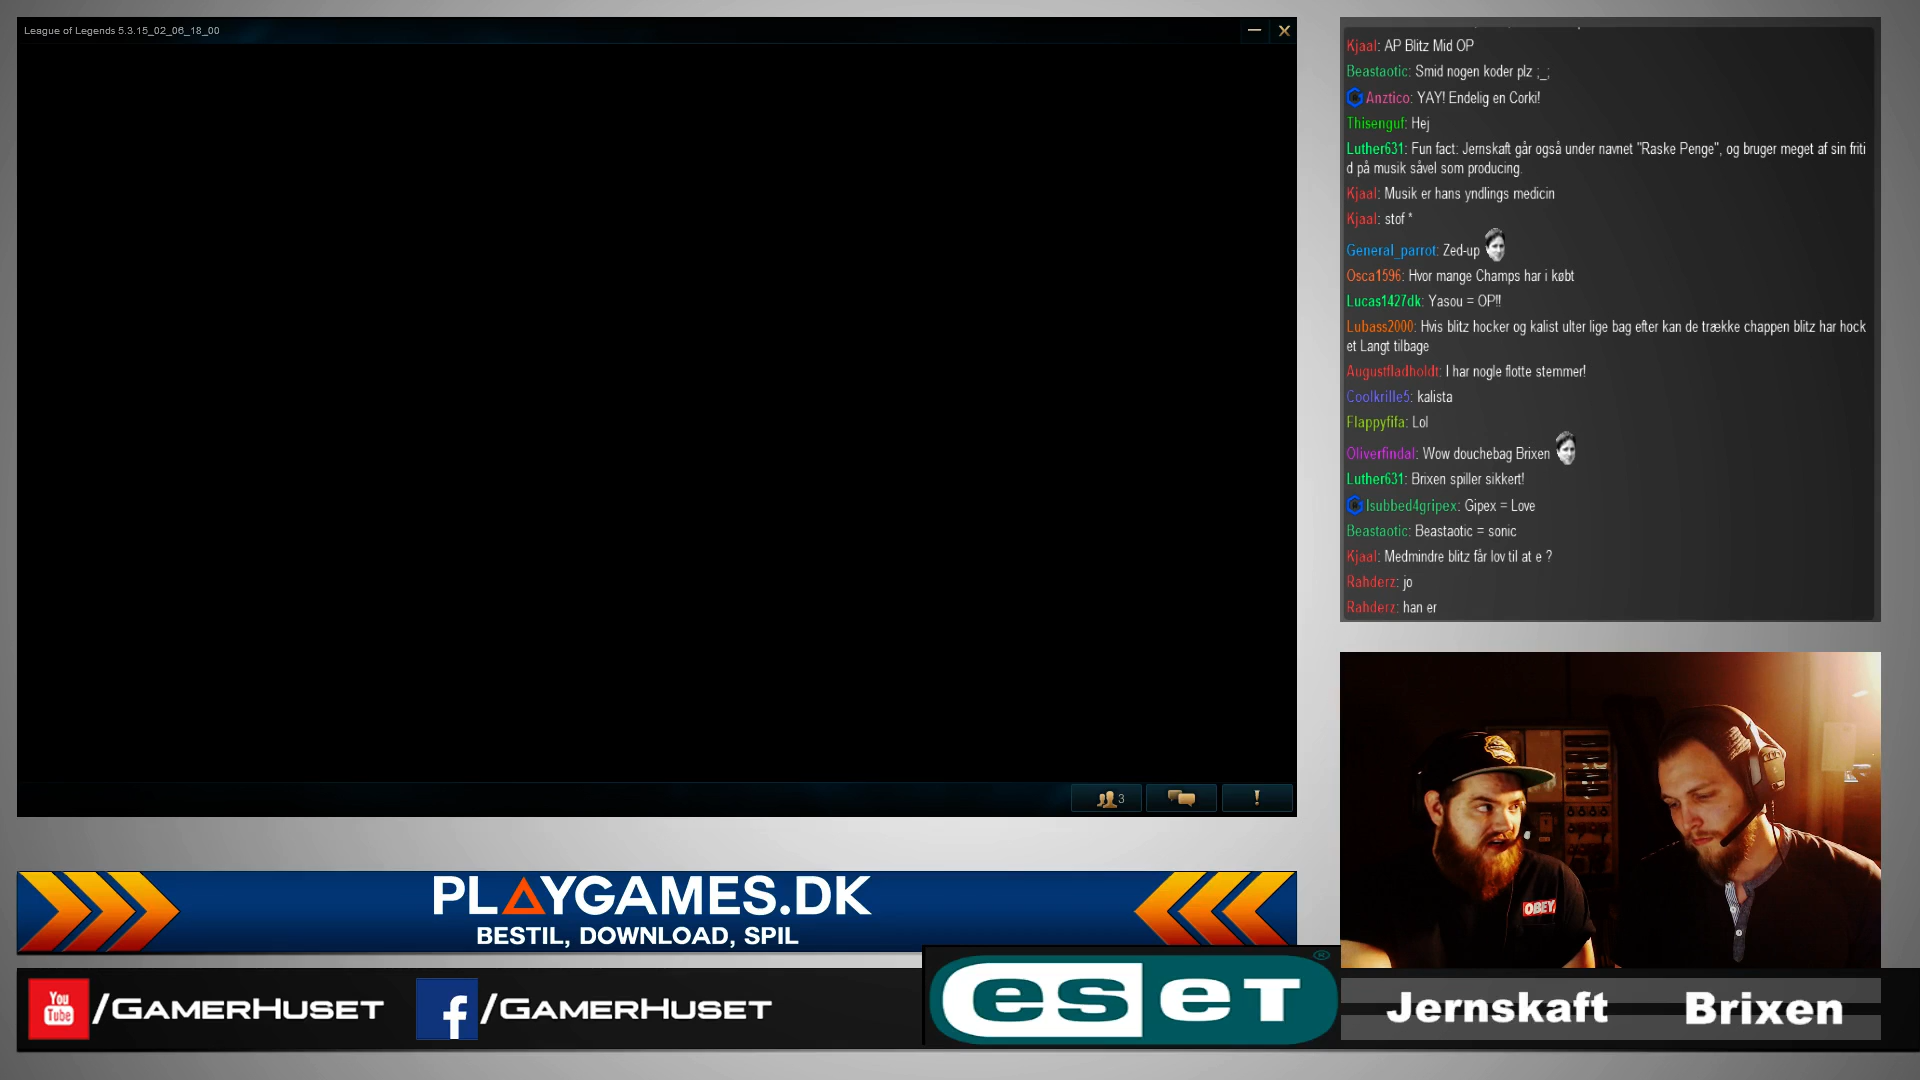 League of Legends 5.3.15_02_06_18_00
Kjaal: AP Blitz Mid OP
Beastaotic: Smid nogen koder plz ;_;
Anztico: YAY! Endelig en Corki!
Thisenguf: Hej
Luther631: Fun fact: Jernskaft går også under navnet "Raske Penge", og bruger meget af sin friti
d på musik såvel som producing.
Kjaal: Musik er hans yndlings medicin
Kjaal: stof *
General_parrot: Zed-up
Osca1596: Hvor mange Champs har i købt
Lucas1427dk: Yasou = OP!!
Lubass2000: Hvis blitz hocker og kalist ulter lige bag efter kan de trække chappen blitz har hock
et Langt tilbage
Augustfladholdt: I har nogle flotte stemmer!
Coolkrille5: kalista
Flappyfifa: Lol
Oliverfindal: Wow douchebag Brixen
Luther631: Brixen spiller sikkert!
Isubbed4gripex: Gipex = Love
Beastaotic: Beastaotic = sonic
Kjaal: Medmindre blitz får lov til at e ?
Rahderz: jo
Rahderz: han er
3
!
OBEY
PLAYGAMES.DK
BESTIL, DOWNLOAD, SPIL
You
Tube
/GAMERHUSET
f
/GAMERHUSET
eseT
®
Jernskaft
Brixen